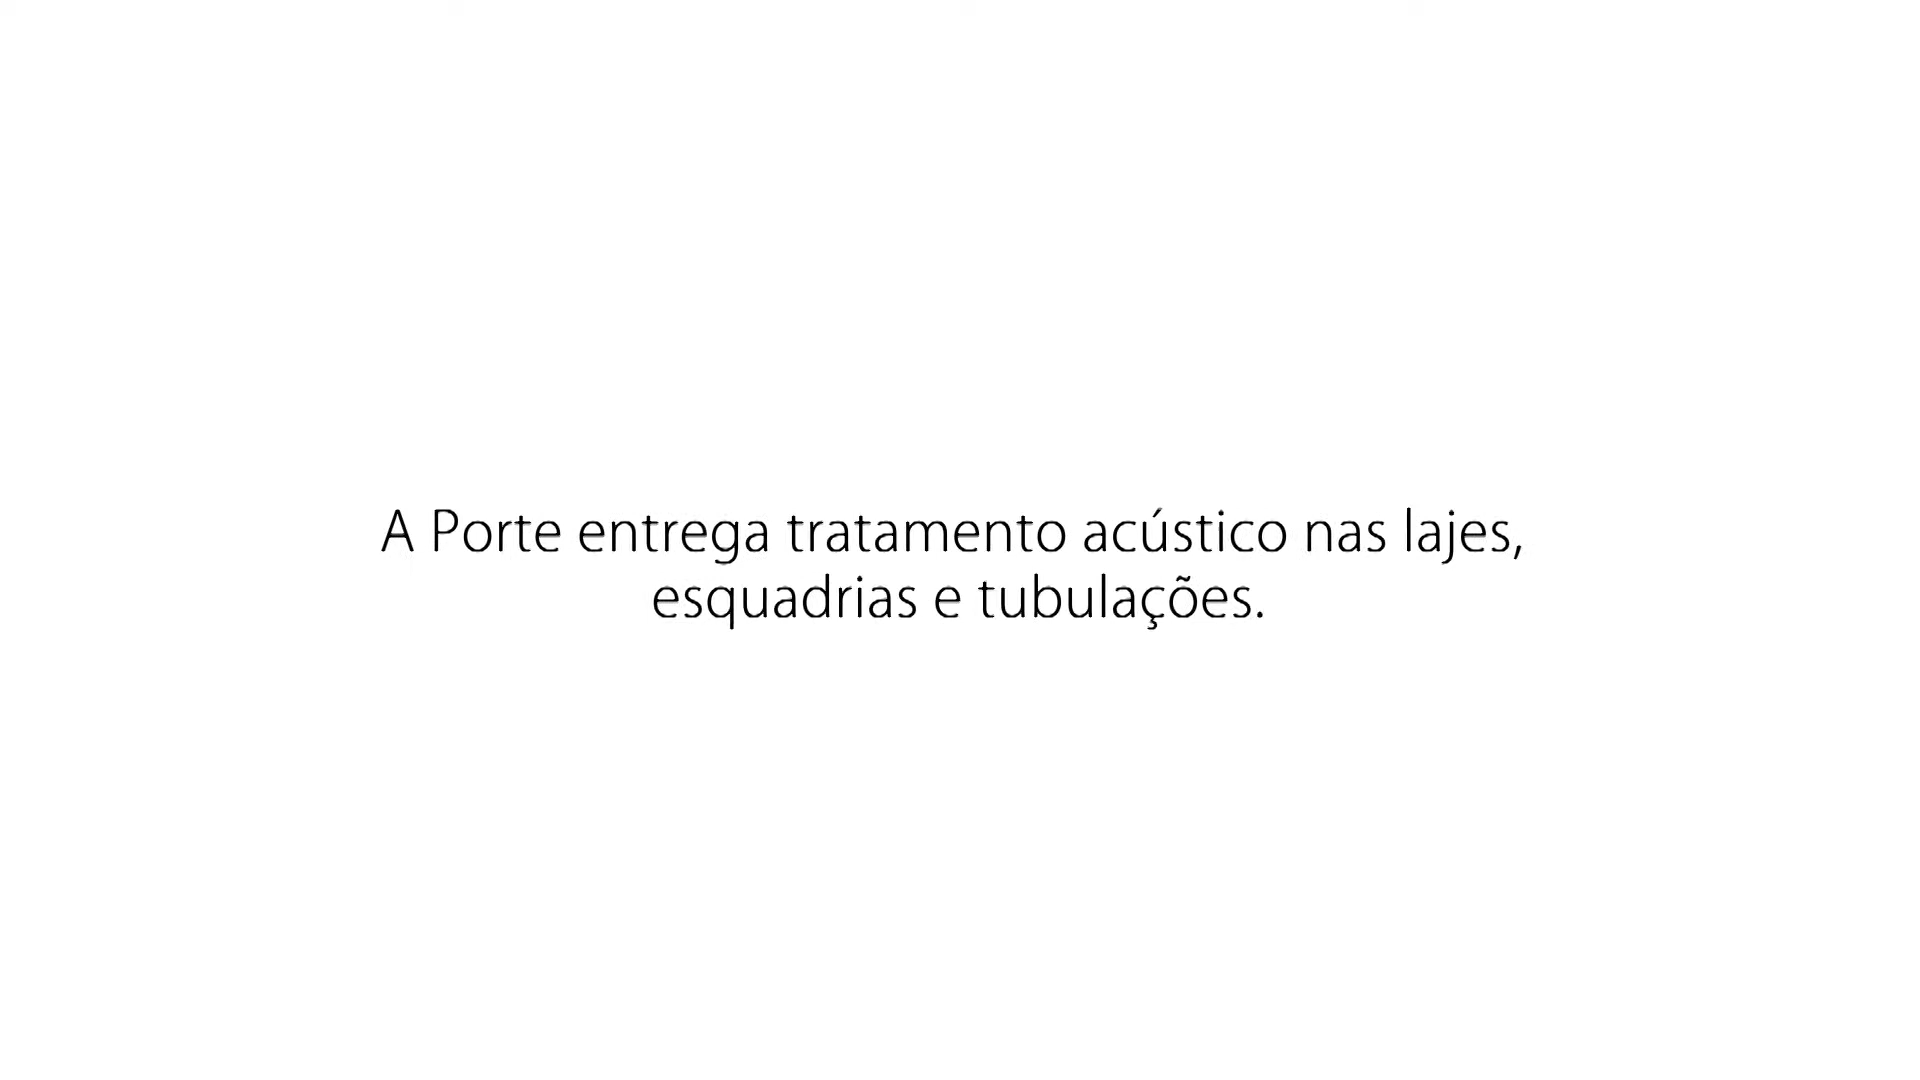 A Porte entrega tratamento acústico nas lajes,
esquadrias e tubulações.